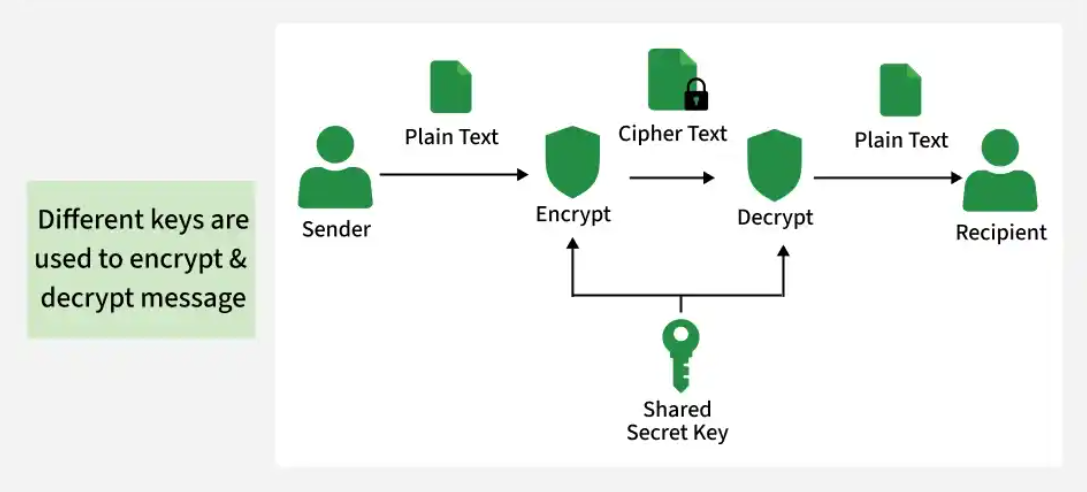 Different keys are
used to encrypt &
decrypt message
Plain Text
Cipher Text
Plain Text
Sender
Encrypt
Decrypt
Recipient
Shared
Secret Key